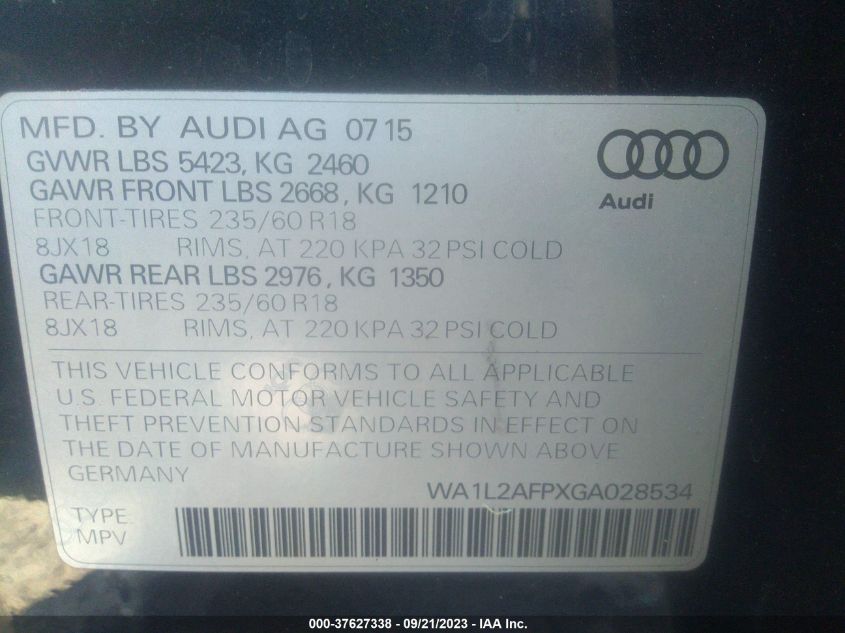 MFD. BY AUDI AG 07 15
GVWR LBS 5423, KG 2460
GAWR FRONT LBS 2668, KG 1210
FRONT-TIRES 235/60 R18
8JX18 RIMS, AT 220 KPA 32 PSI COLD
GAWR REAR LBS 2976, KG 1350
REAR-TIRES 235/60 R18
8JX18 RIMS, AT 220 KPA 32 PSI COLD
Audi
THIS VEHICLE CONFORMS TO ALL APPLICABLE
U.S. FEDERAL MOTOR VEHICLE SAFETY AND
THEFT PREVENTION STANDARDS IN EFFECT ON
THE DATE OF MANUFACTURE SHOWN ABOVE
GERMANY
WA1L2AFPXGA028534
TYPE
MPV
000-37627338 - 09/21/2023 - IAA Inc.